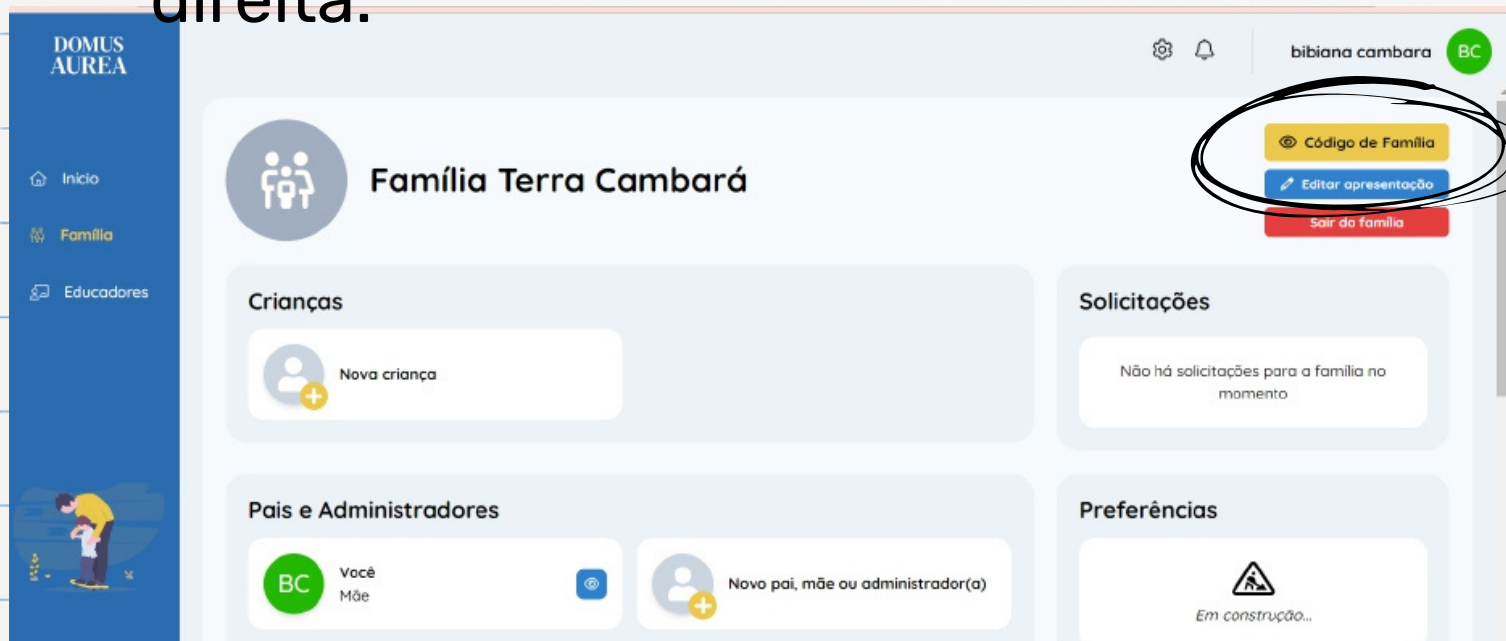 direita.
DOMUS
AUREA
bibiana cambara
BC
Início
Família
Educadores
Família Terra Cambará
Código de Família
Editar apresentação
Sair da família
Crianças
Nova criança
Solicitações
Não há solicitações para a família no
momento
Pais e Administradores
BC
Você
Mãe
Novo pai, mãe ou administrador(a)
Preferências
Em construção...